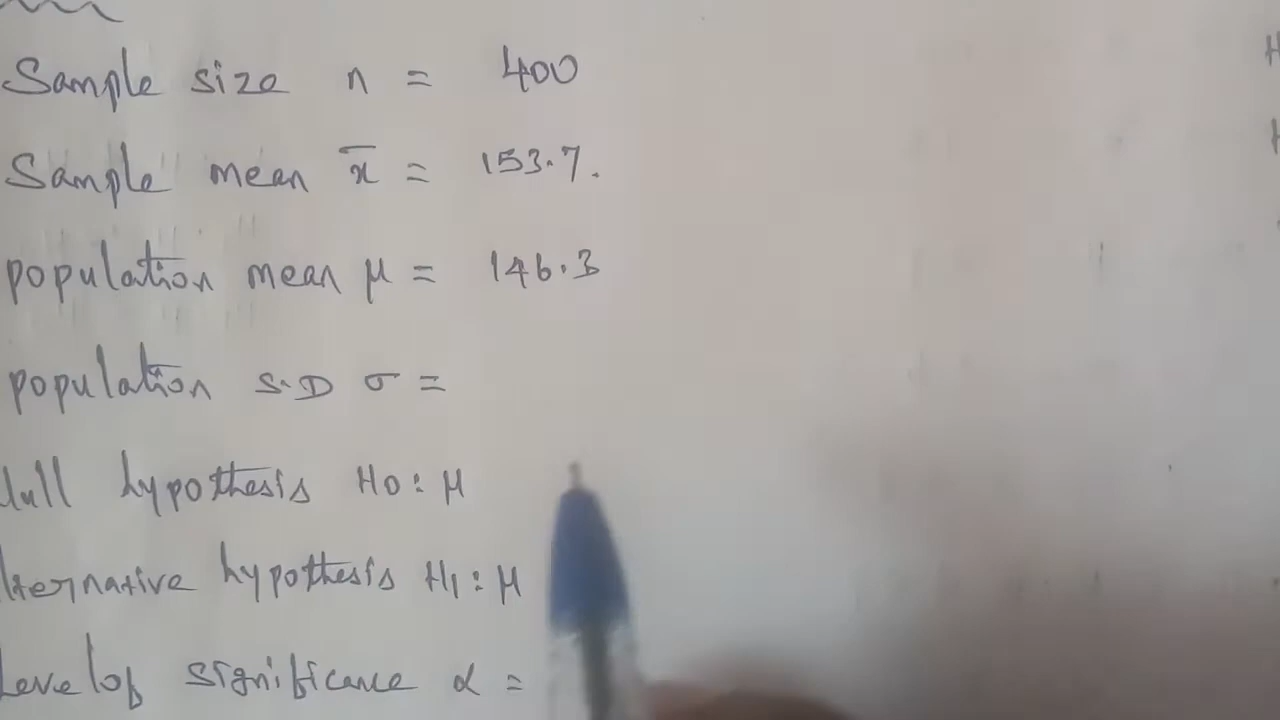 Sample size n = 400
Sample mean x̄ = 153.7.
population mean μ = 146.3
population S.D σ =
Null hypothesis H0: μ
lternative hypothesis H1: μ
Level of significance α =